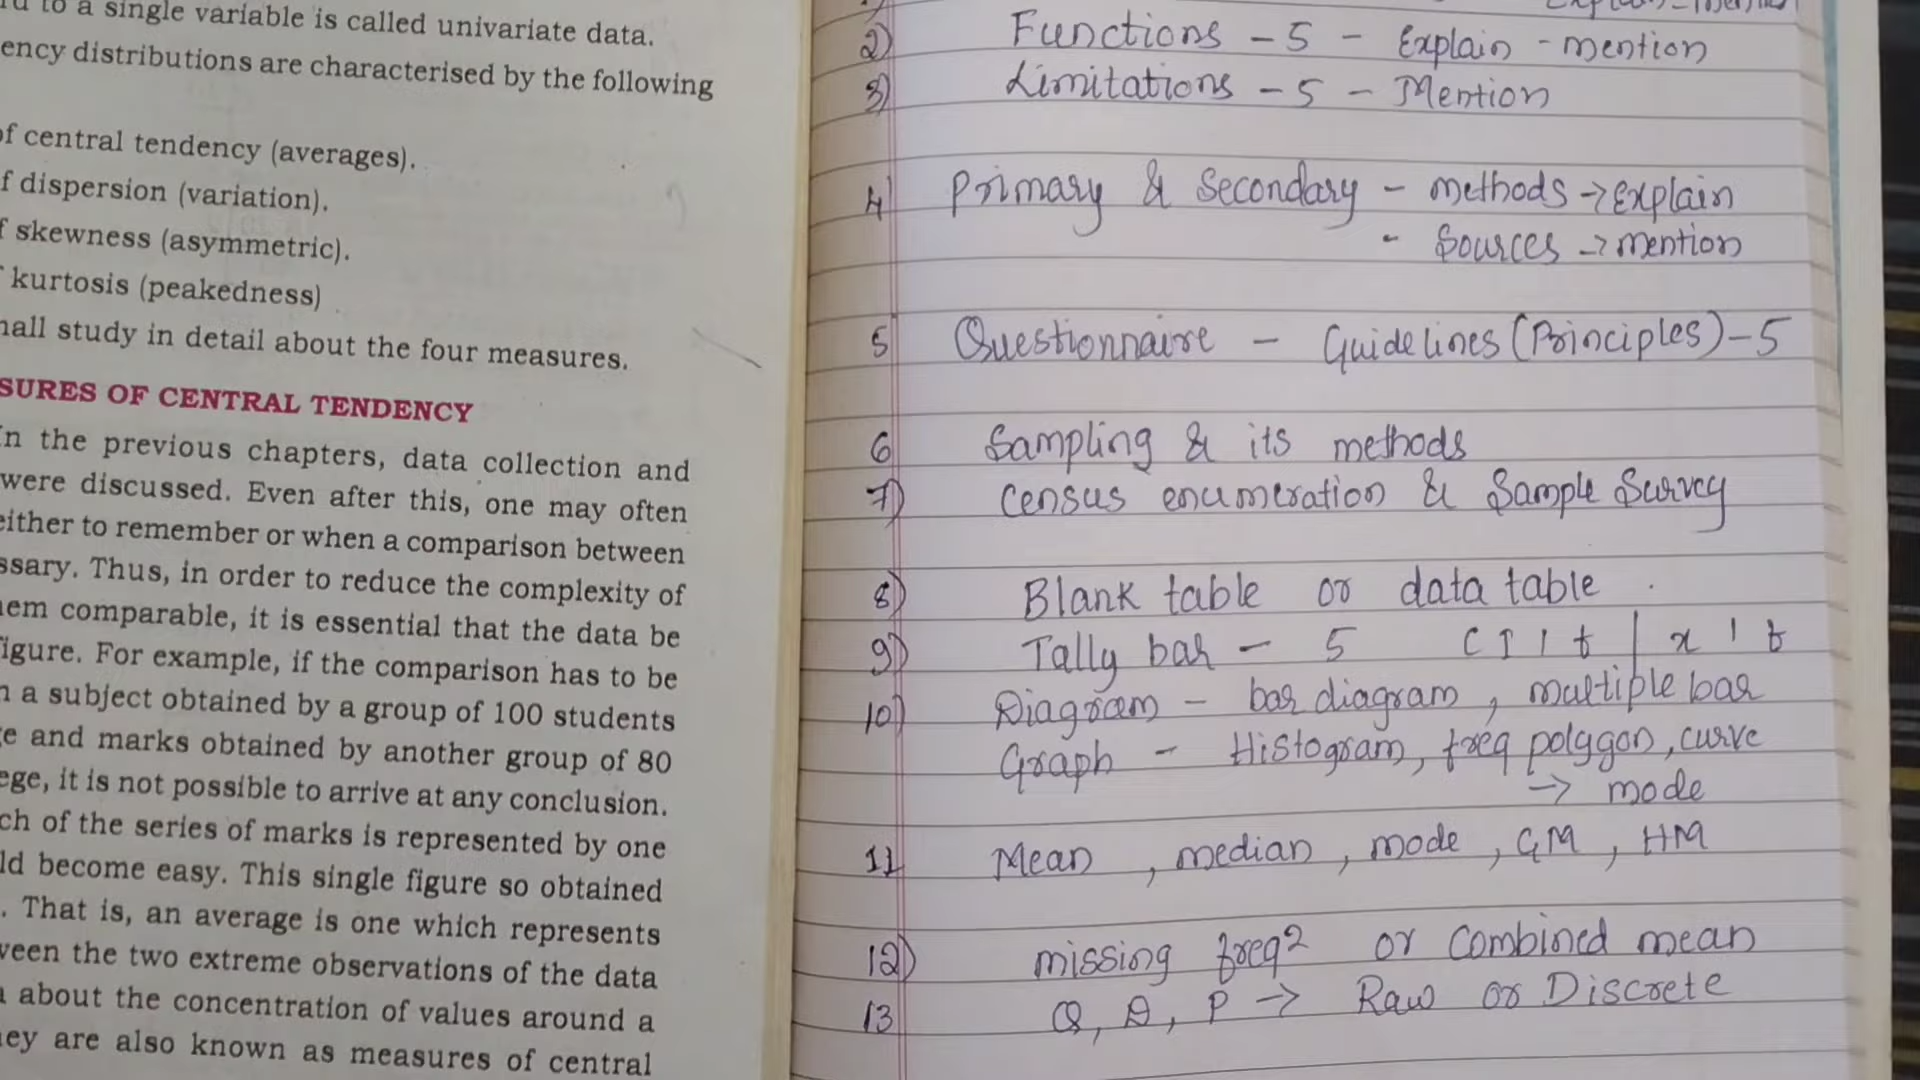 to a single variable is called univariate data.
ency distributions are characterised by the following
of central tendency (averages).
f dispersion (variation).
f skewness (asymmetric).
kurtosis (peakedness)
hall study in detail about the four measures.
SURES OF CENTRAL TENDENCY
In the previous chapters, data collection and
were discussed. Even after this, one may often
either to remember or when a comparison between
ssary. Thus, in order to reduce the complexity of
hem comparable, it is essential that the data be
figure. For example, if the comparison has to be
n a subject obtained by a group of 100 students
ge and marks obtained by another group of 80
ege, it is not possible to arrive at any conclusion.
ch of the series of marks is represented by one
ld become easy. This single figure so obtained
. That is, an average is one which represents
ween the two extreme observations of the data
a about the concentration of values around a
hey are also known as measures of central
2) Functions - 5 - Explain - mention
3) Limitations - 5 - Mention
4) Primary & Secondary - methods → explain
- Sources → mention
5 Questionnaire - Guidelines (Principles) - 5
6 Sampling & its methods
7) Census enumeration & Sample Survey
8) Blank table or data table
9) Tally bar - 5 CI | f | x | f
10) Diagram - bar diagram, multiple bar
Graph - Histogram, freq polygon, curve
→ mode
11 Mean, median, mode, GM, HM
12) missing freq² or Combined mean
13 Q, D, P → Raw or Discrete